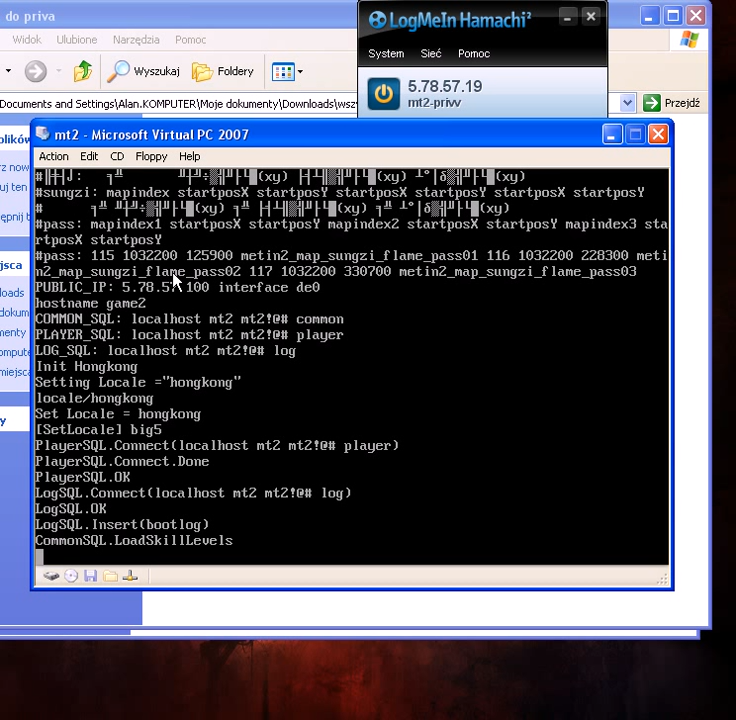 do priva
LogMeIn Hamachi²
Widok Ulubione Narzędzia Pomoc
System Sieć Pomoc
Wyszukaj Foldery
5.78.57.19
mt2-privv
Documents and Settings\Alan.KOMPUTER\Moje dokumenty\Downloads\wszy
Przejdź
mt2 - Microsoft Virtual PC 2007
Action Edit CD Floppy Help
#sungzi: mapindex startposX startposY startposX startposY startposX startposY
#pass: mapindex1 startposX startposY mapindex2 startposX startposY mapindex3 sta
rtposX startposY
#pass: 115 1032200 125900 metin2_map_sungzi_flame_pass01 116 1032200 228300 meti
n2_map_sungzi_flame_pass02 117 1032200 330700 metin2_map_sungzi_flame_pass03
PUBLIC_IP: 100 interface de0
hostname game2
COMMON_SQL: localhost mt2 mt2!@# common
PLAYER_SQL: localhost mt2 mt2!@# player
LOG_SQL: localhost mt2 mt2!@# log
Init Hongkong
Setting Locale ="hongkong"
locale/hongkong
Set Locale = hongkong
[SetLocale] big5
PlayerSQL.Connect(localhost mt2 mt2!@# player)
PlayerSQL.Connect.Done
PlayerSQL.OK
LogSQL.Connect(localhost mt2 mt2!@# log)
LogSQL.OK
LogSQL.Insert(bootlog)
CommonSQL.LoadSkillLevels